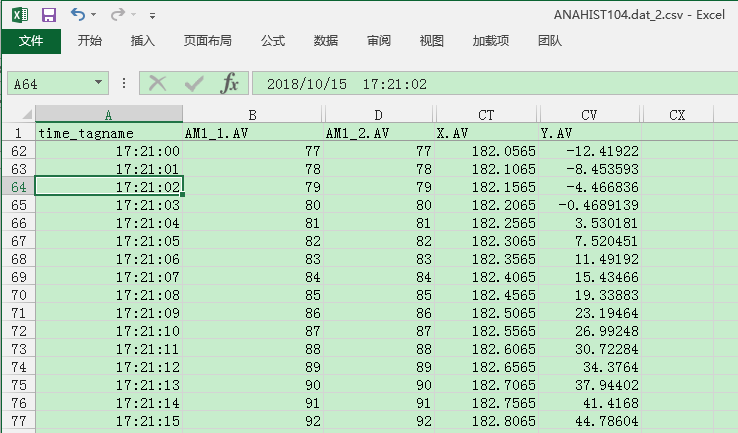 ANAHIST104.dat_2.csv - Excel
文件 开始 插入 页面布局 公式 数据 审阅 视图 加载项 团队
A64 fx 2018/10/15 17:21:02
A B D CT CV CX
1 time_tagname AM1_1.AV AM1_2.AV X.AV Y.AV
62 17:21:00 77 77 182.0565 -12.41922
63 17:21:01 78 78 182.1065 -8.453593
64 17:21:02 79 79 182.1565 -4.466836
65 17:21:03 80 80 182.2065 -0.4689139
66 17:21:04 81 81 182.2565 3.530181
67 17:21:05 82 82 182.3065 7.520451
68 17:21:06 83 83 182.3565 11.49192
69 17:21:07 84 84 182.4065 15.43466
70 17:21:08 85 85 182.4565 19.33883
71 17:21:09 86 86 182.5065 23.19464
72 17:21:10 87 87 182.5565 26.99248
73 17:21:11 88 88 182.6065 30.72284
74 17:21:12 89 89 182.6565 34.3764
75 17:21:13 90 90 182.7065 37.94402
76 17:21:14 91 91 182.7565 41.4168
77 17:21:15 92 92 182.8065 44.78604